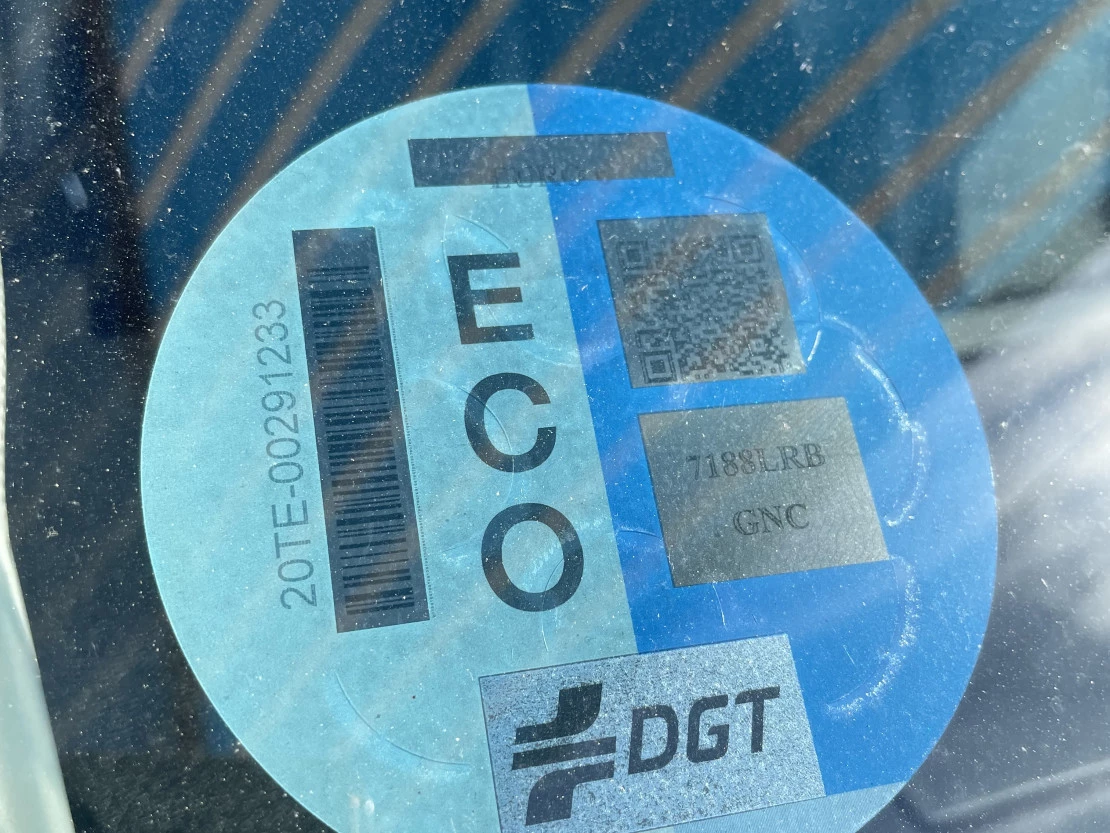 20TE-00291233
ECO
7188LRB
GNC
DGT